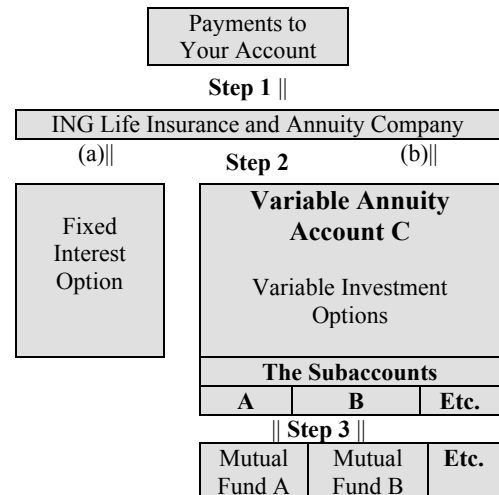 Payments to
Your Account
Step 1 ||
ING Life Insurance and Annuity Company
(a)||
Step 2
(b)||
Fixed
Interest
Option
Variable Annuity
Account C
Variable Investment
Options
The Subaccounts
A B Etc.
|| Step 3 ||
Mutual
Fund A
Mutual
Fund B
Etc.